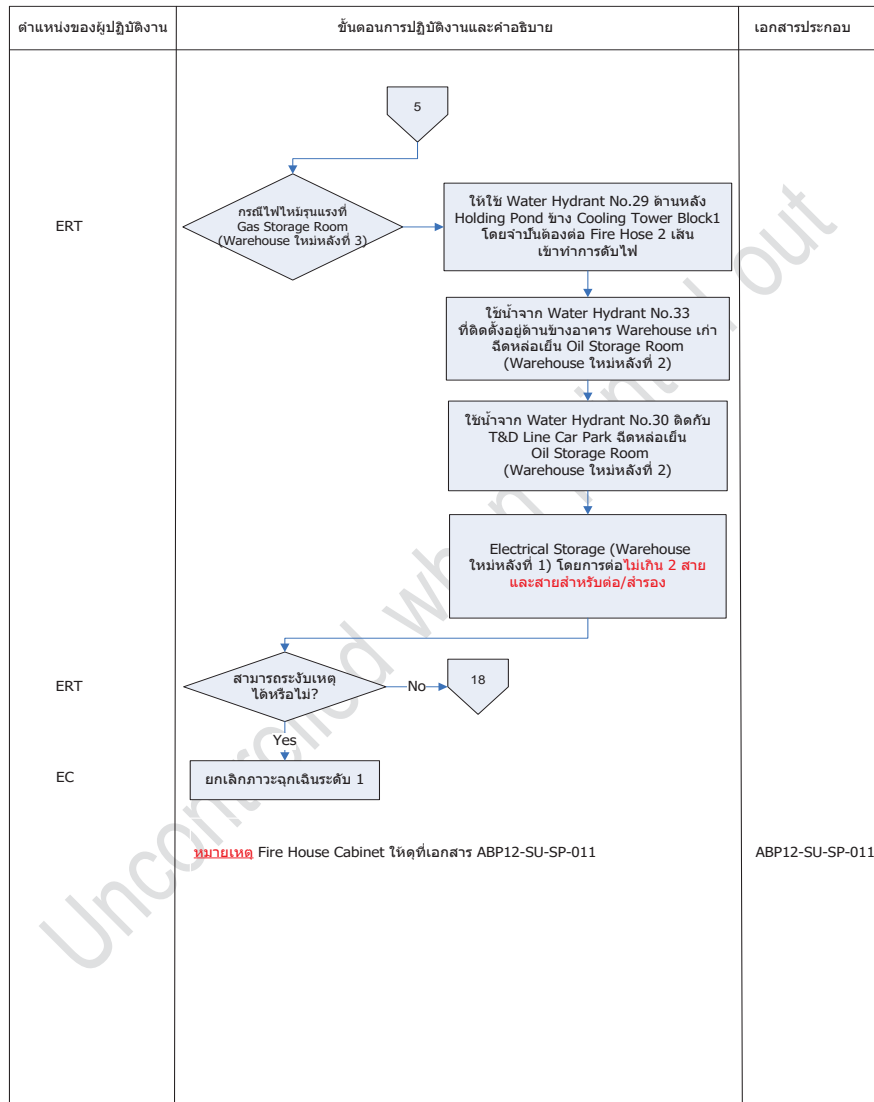 ตำแหน่งของผู้ปฏิบัติงาน
ขั้นตอนการปฏิบัติงานและคำอธิบาย
เอกสารประกอบ
5
ERT
กรณีไฟไหม้รุนแรงที่
Gas Storage Room
(Warehouse ใหม่หลังที่ 3)
ให้ใช้ Water Hydrant No.29 ด้านหลัง
Holding Pond ข้าง Cooling Tower Block1
โดยจำเป็นต้องต่อ Fire Hose 2 เส้น
เข้าทำการดับไฟ
ใช้น้ำจาก Water Hydrant No.33
ที่ติดตั้งอยู่ด้านข้างอาคาร Warehouse เก่า
ฉีดหล่อเย็น Oil Storage Room
(Warehouse ใหม่หลังที่ 2)
ใช้น้ำจาก Water Hydrant No.30 ติดกับ
T&D Line Car Park ฉีดหล่อเย็น
Oil Storage Room
(Warehouse ใหม่หลังที่ 2)
Electrical Storage (Warehouse
ใหม่หลังที่ 1) โดยการต่อไม่เกิน 2 สาย
และสายสำหรับต่อ/สำรอง
ERT
สามารถระงับเหตุ
ได้หรือไม่?
No
18
Yes
EC
ยกเลิกภาวะฉุกเฉินระดับ 1
หมายเหตุ Fire House Cabinet ให้ดูที่เอกสาร ABP12-SU-SP-011
ABP12-SU-SP-011
Uncontrolled when print out